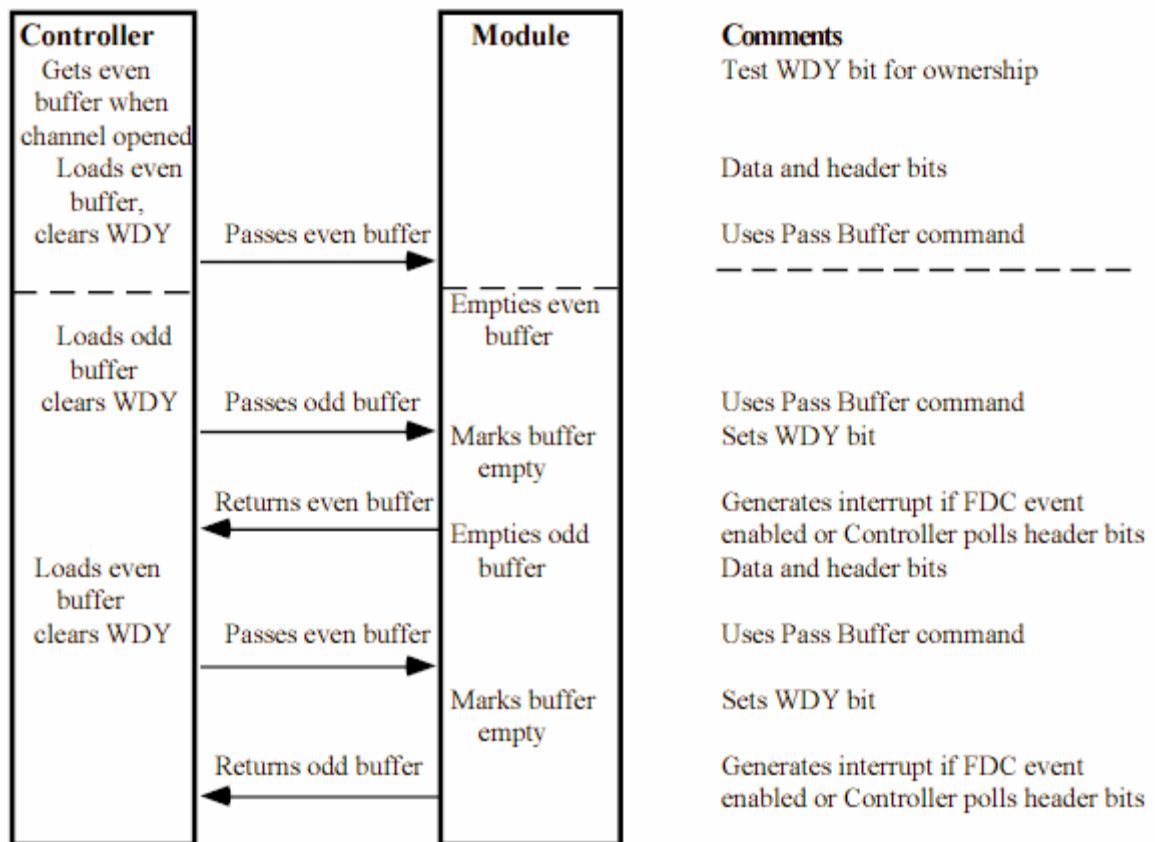 Controller
Module
Comments
Gets even
buffer when
channel opened
Test WDY bit for ownership
Loads even
buffer,
clears WDY
Data and header bits
Passes even buffer
Uses Pass Buffer command
Empties even
buffer
Loads odd
buffer
clears WDY
Passes odd buffer
Uses Pass Buffer command
Marks buffer
empty
Sets WDY bit
Returns even buffer
Generates interrupt if FDC event
enabled or Controller polls header bits
Empties odd
buffer
Loads even
buffer
clears WDY
Data and header bits
Passes even buffer
Uses Pass Buffer command
Marks buffer
empty
Sets WDY bit
Returns odd buffer
Generates interrupt if FDC event
enabled or Controller polls header bits